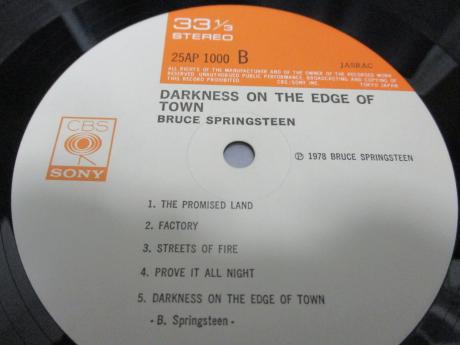 33 1/3
STEREO
25AP 1000 B
JASRAC
ALL RIGHTS OF THE MANUFACTURER AND OF THE OWNER OF THE RECORDED WORK
RESERVED. UNAUTHORIZED PUBLIC PERFORMANCE, BROADCASTING AND COPYING OF
THIS RECORD PROHIBITED
CBS/SONY INC.
TOKYO JAPAN
DARKNESS ON THE EDGE OF
TOWN
BRUCE SPRINGSTEEN
CBS
SONY
℗ 1978 BRUCE SPRINGSTEEN
1. THE PROMISED LAND
2. FACTORY
3. STREETS OF FIRE
4. PROVE IT ALL NIGHT
5. DARKNESS ON THE EDGE OF TOWN
- B. Springsteen -